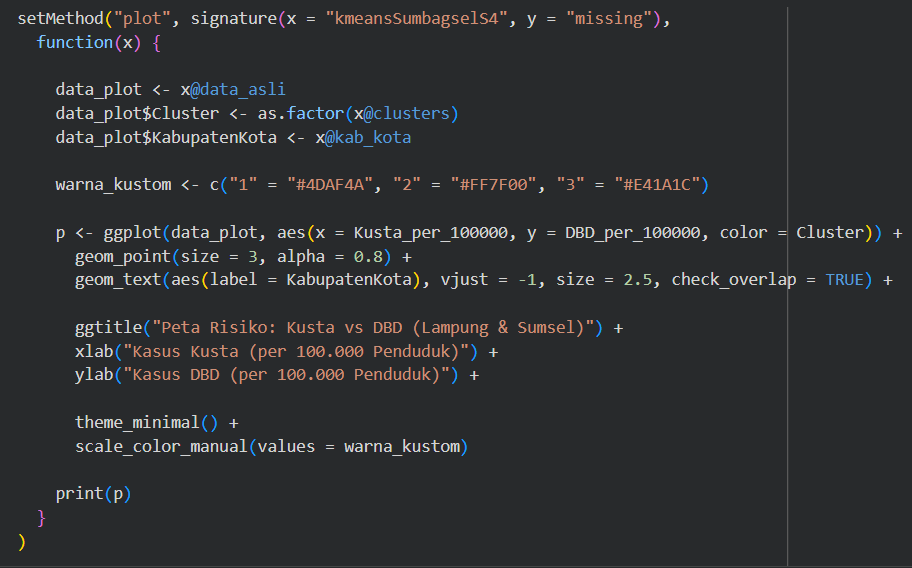 setMethod("plot", signature(x = "kmeansSumbagselS4", y = "missing"),
  function(x) {

    data_plot <- x@data_asli
    data_plot$Cluster <- as.factor(x@clusters)
    data_plot$KabupatenKota <- x@kab_kota

    warna_kustom <- c("1" = "#4DAF4A", "2" = "#FF7F00", "3" = "#E41A1C")

    p <- ggplot(data_plot, aes(x = Kusta_per_100000, y = DBD_per_100000, color = Cluster)) +
      geom_point(size = 3, alpha = 0.8) +
      geom_text(aes(label = KabupatenKota), vjust = -1, size = 2.5, check_overlap = TRUE) +

      ggtitle("Peta Risiko: Kusta vs DBD (Lampung & Sumsel)") +
      xlab("Kasus Kusta (per 100.000 Penduduk)") +
      ylab("Kasus DBD (per 100.000 Penduduk)") +

      theme_minimal() +
      scale_color_manual(values = warna_kustom)

    print(p)
  }
)